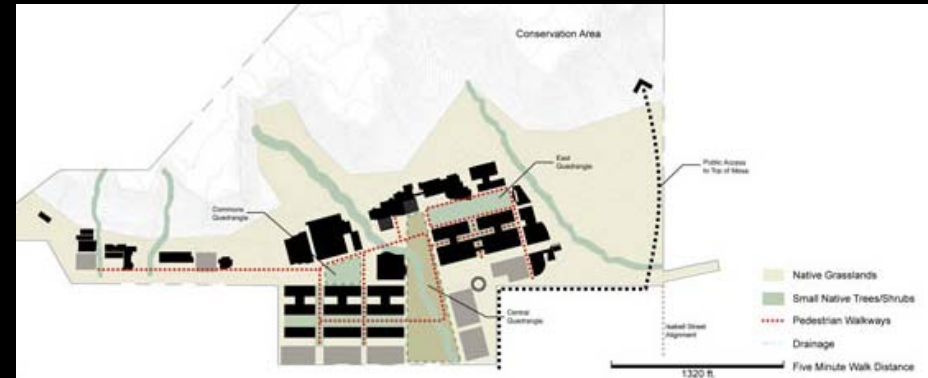 Conservation Area
East
Quadrangle
Public Access
to Top of Mesa
Commons
Quadrangle
Central
Quadrangle
Isabell Street
Alignment
Native Grasslands
Small Native Trees/Shrubs
Pedestrian Walkways
Drainage
Five Minute Walk Distance
1320 ft.